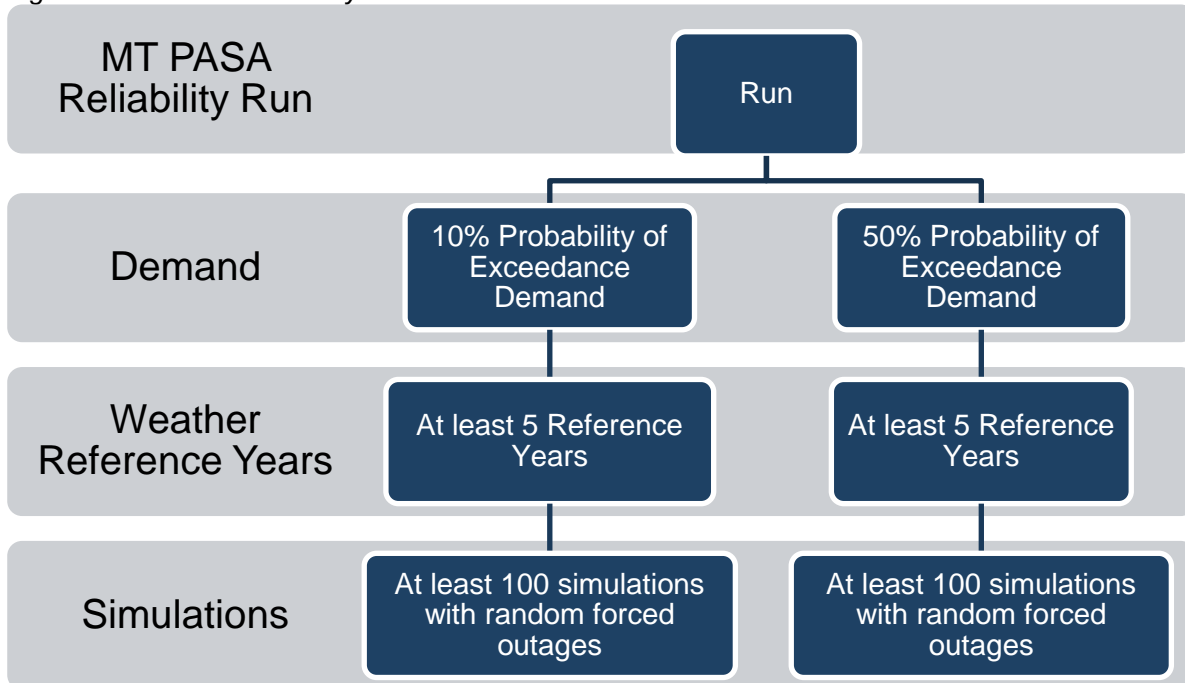 MT PASA
Reliability Run
Run
Demand
10% Probability of
Exceedance
Demand
50% Probability of
Exceedance
Demand
Weather
Reference Years
At least 5 Reference
Years
At least 5 Reference
Years
Simulations
At least 100 simulations
with random forced
outages
At least 100 simulations
with random forced
outages